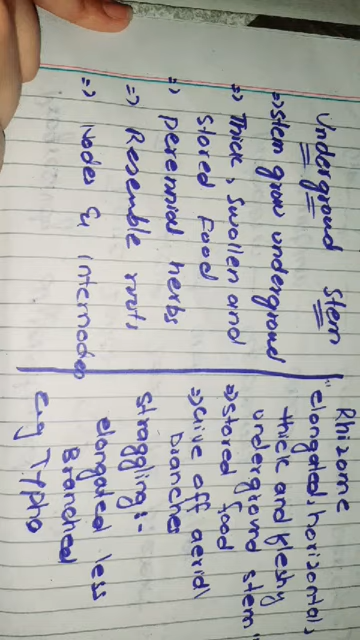 Underground Stem
=> Stem grow underground
=> Thick, Swollen and
Stored food
=> perennial herbs
=> Resemble roots
=> Nodes & internodes
Rhizome
"elongated, horizontal,
thick and fleshy
underground stem"
=> Stored food
=> Give off aerial
branches
Straggling:-
elongated less
Branched
E.g Typha